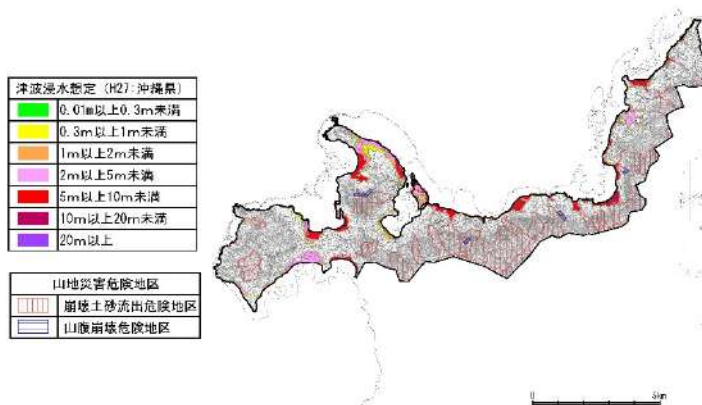 津波浸水想定(H27:沖縄県)
0.01m以上0.3m未満
0.3m以上1m未満
1m以上2m未満
2m以上5m未満
5m以上10m未満
10m以上20m未満
20m以上
山地災害危険地区
崩壊土砂流出危険地区
山腹崩壊危険地区
0 5km